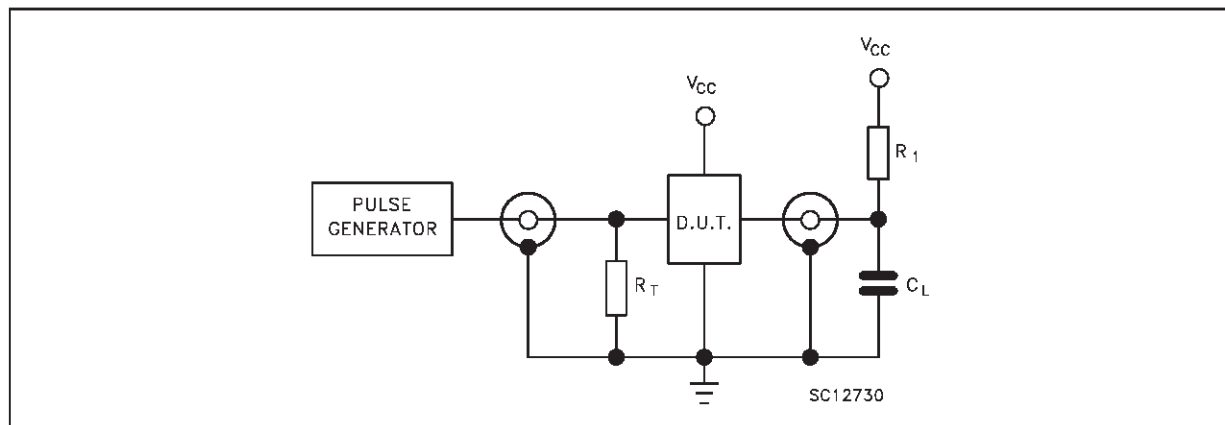 VCC
VCC
R1
PULSE
GENERATOR
D.U.T.
RT
CL
SC12730